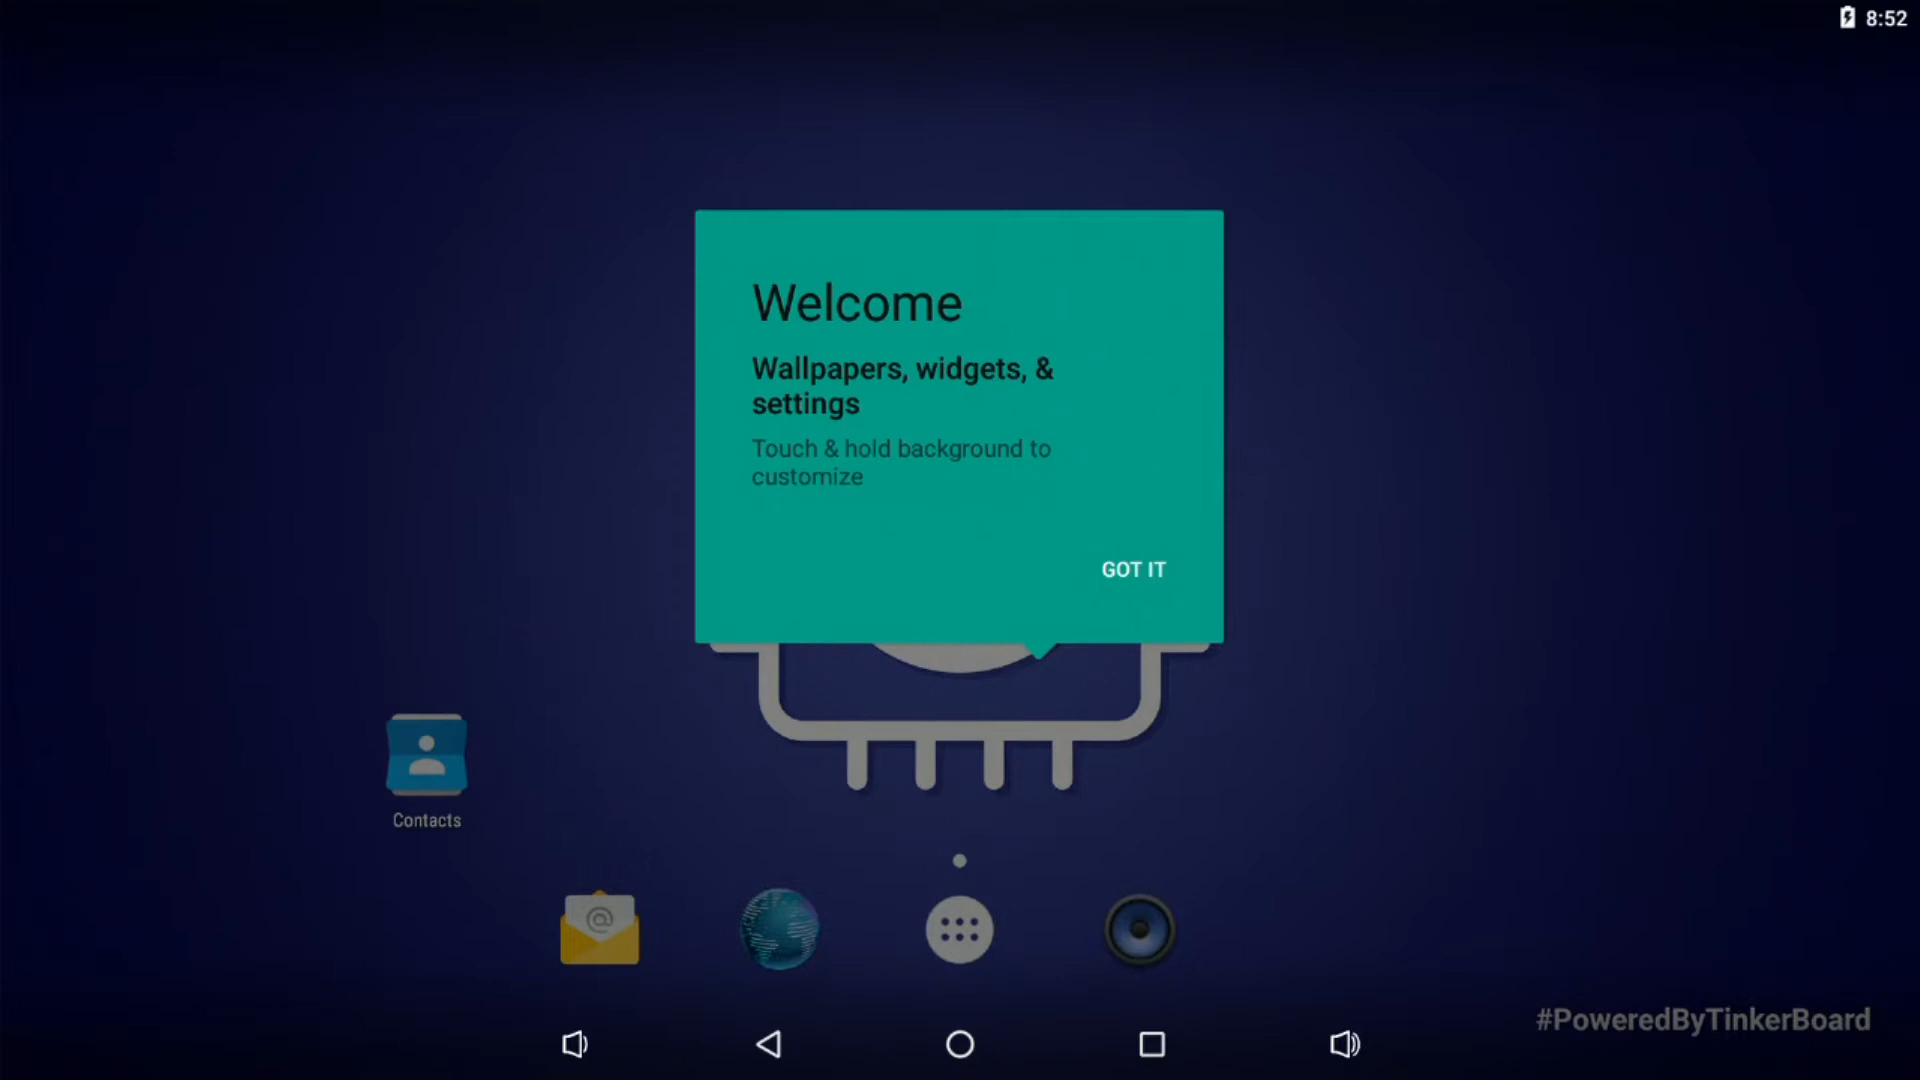 8:52
Welcome
Wallpapers, widgets, &
settings
Touch & hold background to
customize
GOT IT
Contacts
@
#PoweredByTinkerBoard